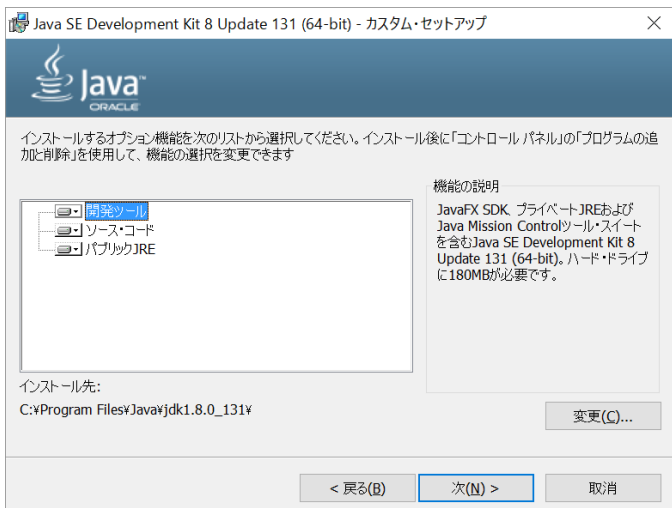 Java SE Development Kit 8 Update 131 (64-bit) - カスタム・セットアップ
Java™
ORACLE
インストールするオプション機能を次のリストから選択してください。インストール後に「コントロール パネル」の「プログラムの追
加と削除」を使用して、機能の選択を変更できます
開発ツール
ソース・コード
パブリックJRE
機能の説明
JavaFX SDK、プライベートJREおよび
Java Mission Controlツール・スイート
を含むJava SE Development Kit 8
Update 131 (64-bit)。ハード・ドライブ
に180MBが必要です。
インストール先:
C:¥Program Files¥Java¥jdk1.8.0_131¥
変更(C)...
< 戻る(B)
次(N) >
取消